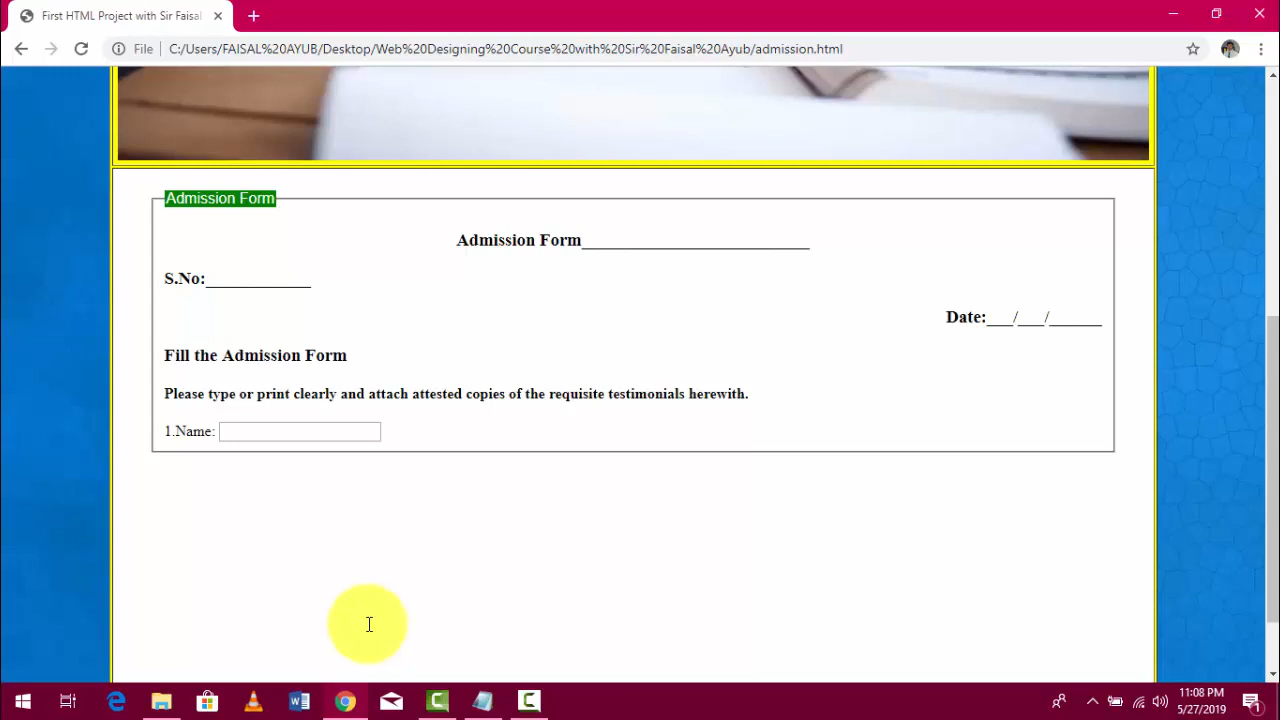 First HTML Project with Sir Faisal
File C:/Users/FAISAL%20AYUB/Desktop/Web%20Designing%20Course%20with%20Sir%20Faisal%20Ayub/admission.html
Admission Form
Admission Form__________________________
S.No:____________
Date:___/___/______
Fill the Admission Form
Please type or print clearly and attach attested copies of the requisite testimonials herewith.
1.Name:
11:08 PM
5/27/2019
1